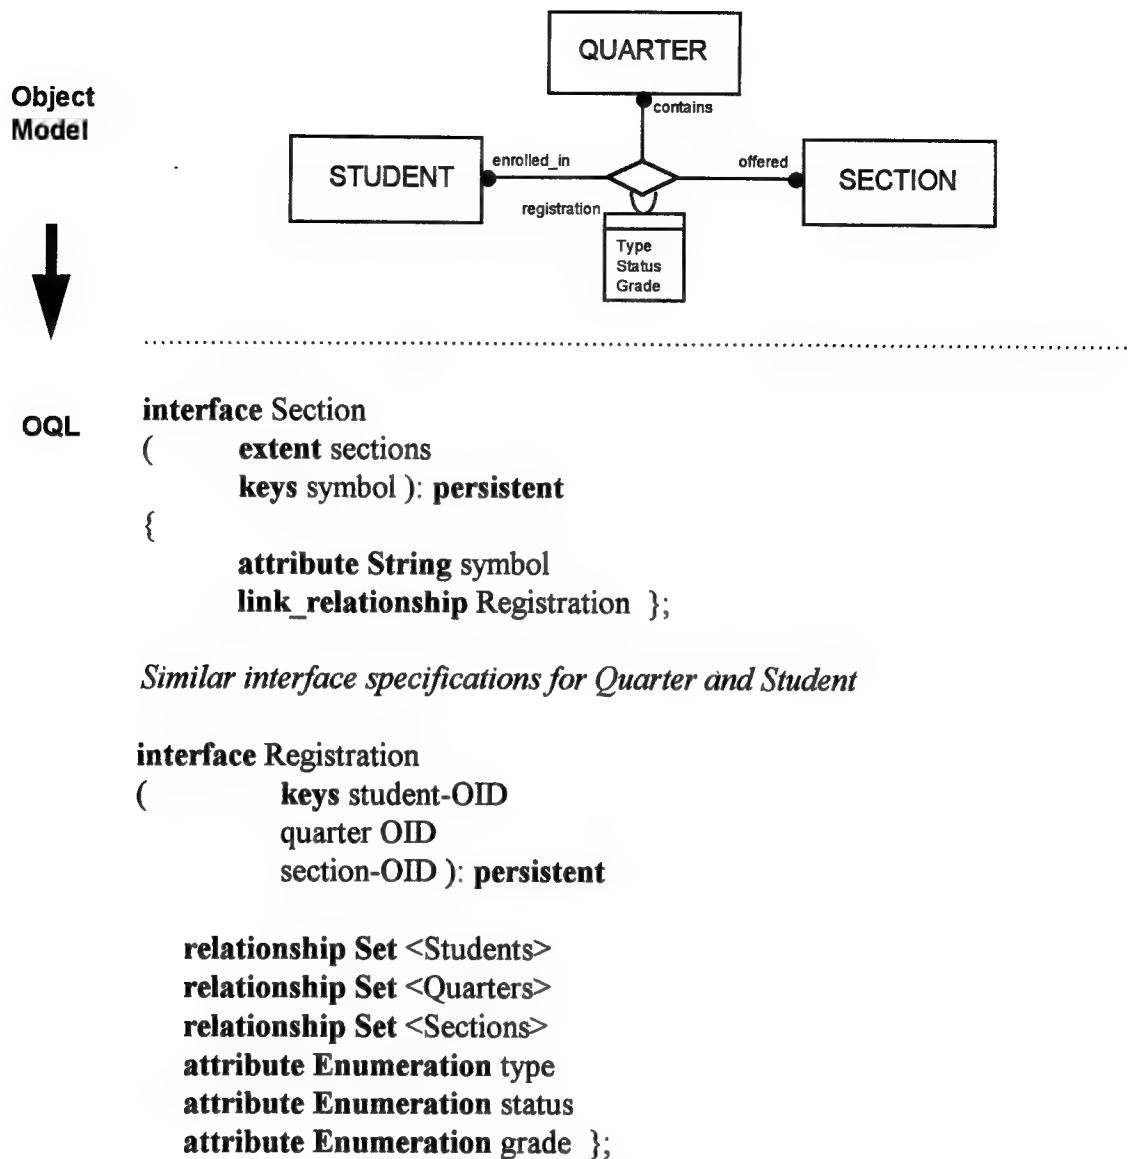 QUARTER
Object
Model
contains
STUDENT
enrolled_in
offered
SECTION
registration
Type
Status
Grade
OQL
interface Section
( extent sections
keys symbol ): persistent
{
attribute String symbol
link_relationship Registration };
Similar interface specifications for Quarter and Student
interface Registration
( keys student-OID
quarter OID
section-OID ): persistent
relationship Set <Students>
relationship Set <Quarters>
relationship Set <Sections>
attribute Enumeration type
attribute Enumeration status
attribute Enumeration grade };